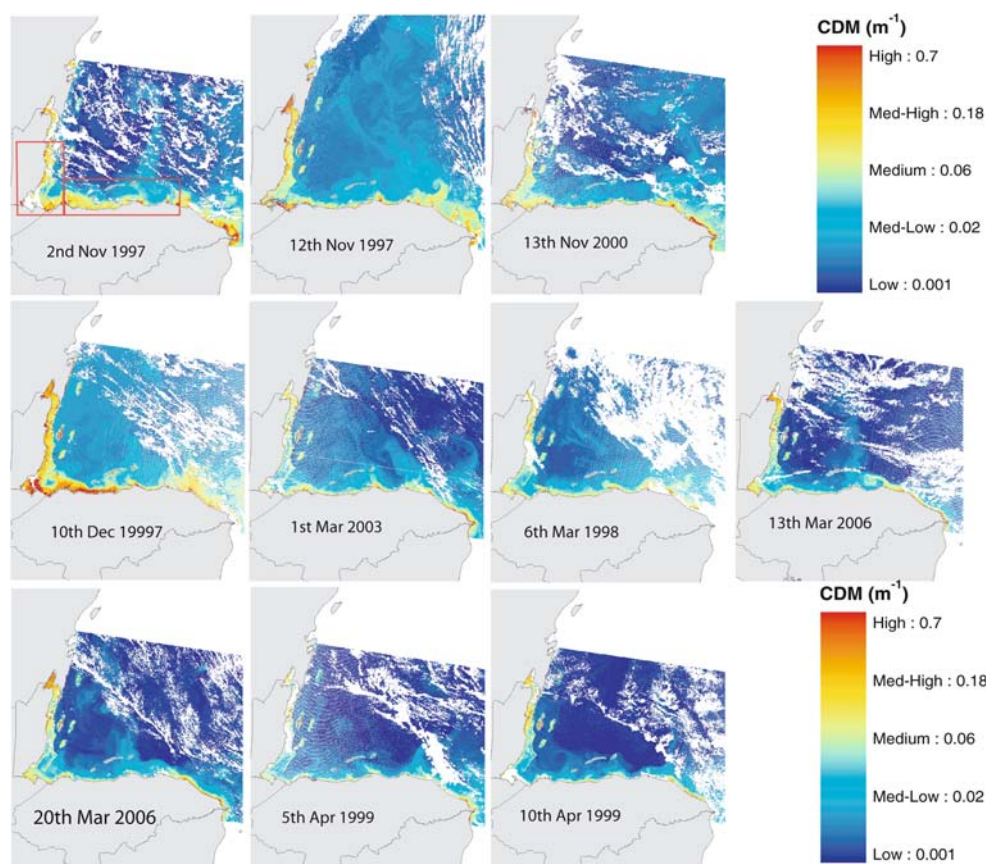 CDM (m⁻¹)
High : 0.7
Med-High : 0.18
Medium : 0.06
Med-Low : 0.02
Low : 0.001
2nd Nov 1997
12th Nov 1997
13th Nov 2000
10th Dec 19997
1st Mar 2003
6th Mar 1998
13th Mar 2006
CDM (m⁻¹)
High : 0.7
Med-High : 0.18
Medium : 0.06
Med-Low : 0.02
Low : 0.001
20th Mar 2006
5th Apr 1999
10th Apr 1999